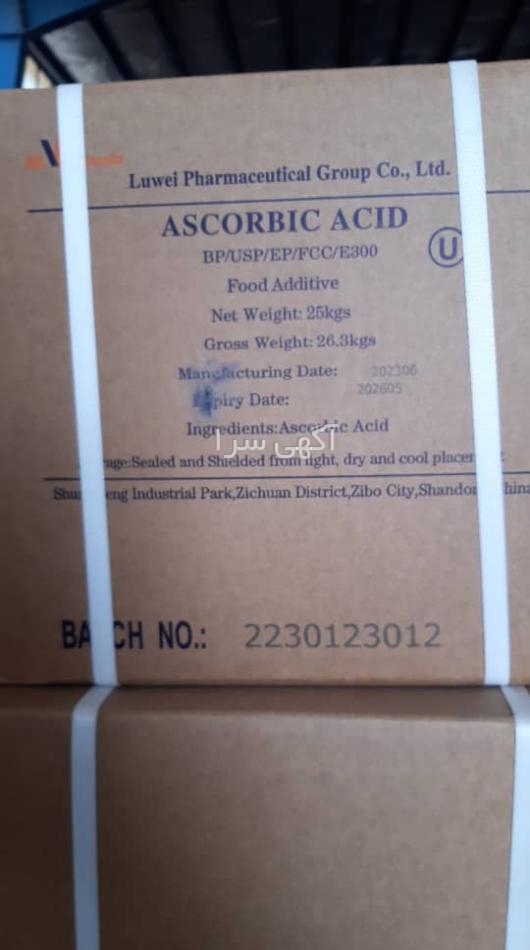 Luwei Pharmaceutical Group Co., Ltd.
ASCORBIC ACID
BP/USP/EP/FCC/E300
U
Food Additive
Net Weight: 25kgs
Gross Weight: 26.3kgs
Manufacturing Date: 202306
Expiry Date: 202605
Ingredients:Ascorbic Acid
آگهی سرا
:Sealed and Shielded from light, dry and cool
Industrial Park,Zichuan District,Zibo City,
BATCH NO.: 2230123012